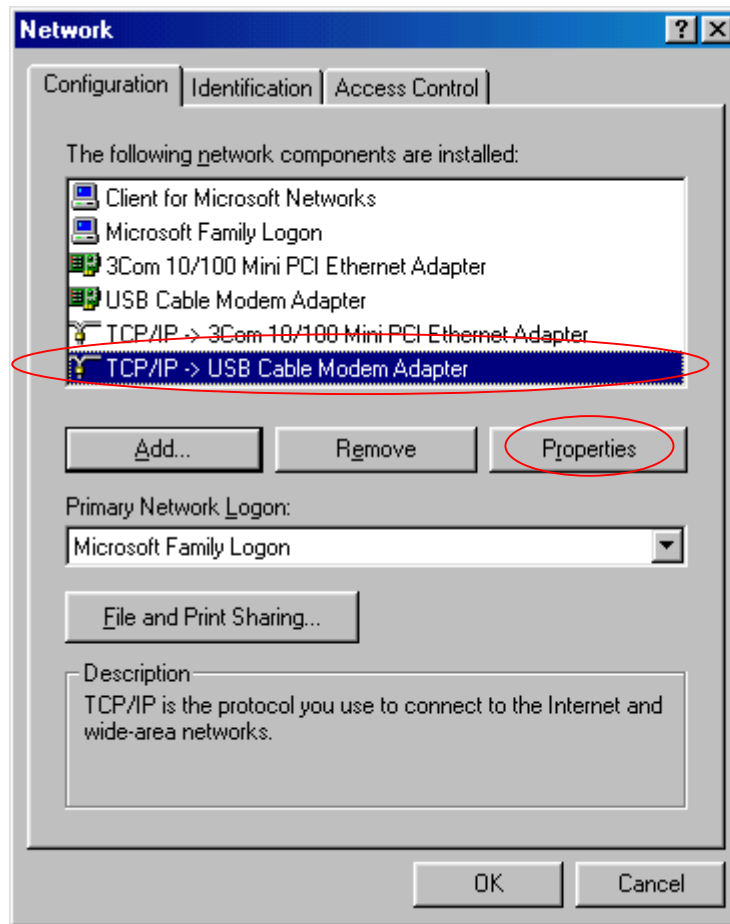 Network
Configuration Identification Access Control
The following network components are installed:
Client for Microsoft Networks
Microsoft Family Logon
3Com 10/100 Mini PCI Ethernet Adapter
USB Cable Modem Adapter
TCP/IP -> 3Com 10/100 Mini PCI Ethernet Adapter
TCP/IP -> USB Cable Modem Adapter
Add... Remove Properties
Primary Network Logon:
Microsoft Family Logon
File and Print Sharing...
Description
TCP/IP is the protocol you use to connect to the Internet and
wide-area networks.
OK Cancel